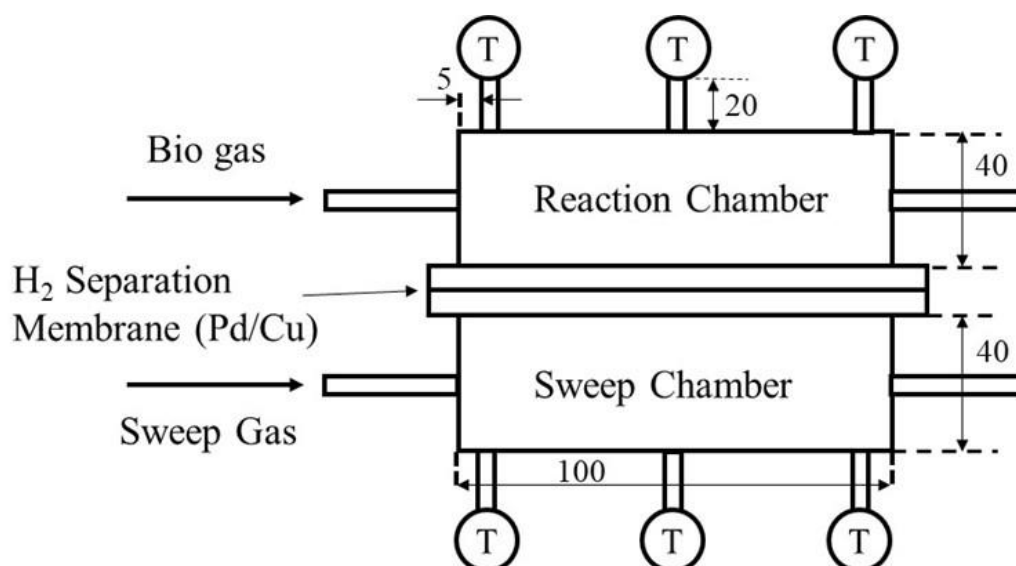 T T T
5
20
Bio gas
Reaction Chamber
40
H₂ Separation
Membrane (Pd/Cu)
Sweep Chamber
40
Sweep Gas
100
T T T